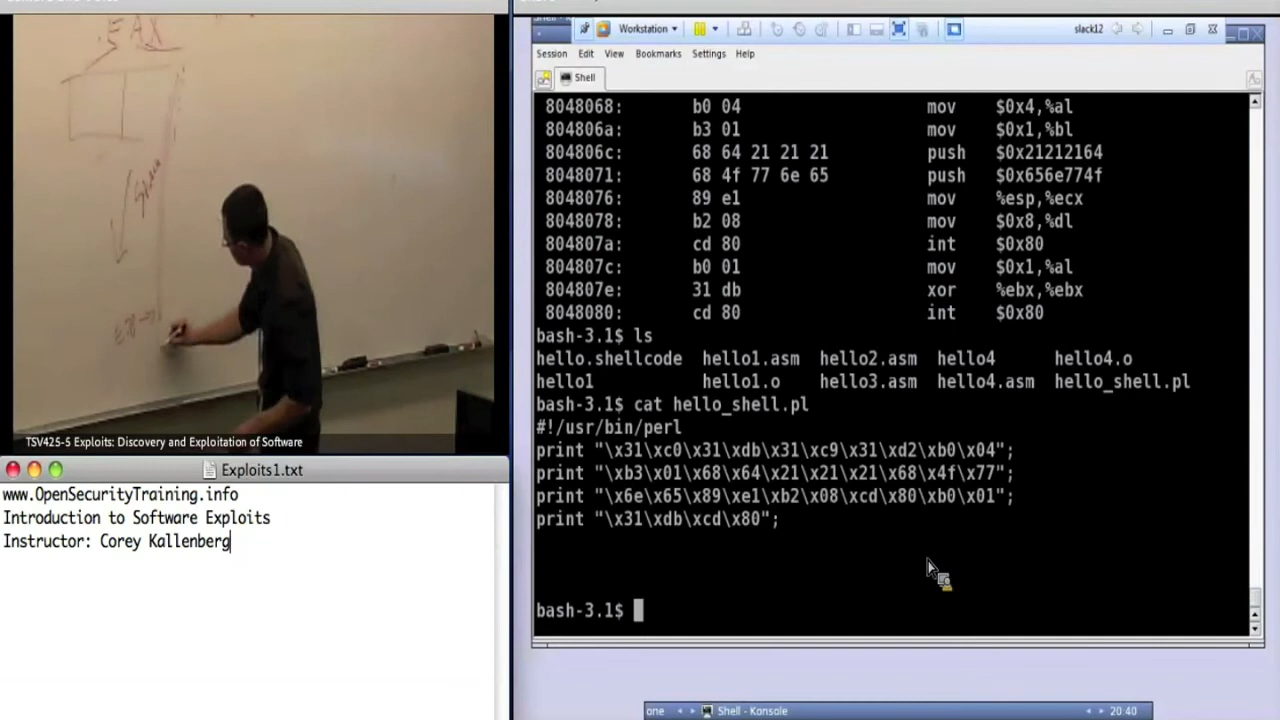 EAX
TSV425-5 Exploits: Discovery and Exploitation of Software
Exploits1.txt
www.OpenSecurityTraining.info
Introduction to Software Exploits
Instructor: Corey Kallenberg
Workstation
slack12
Session Edit View Bookmarks Settings Help
Shell
8048068: b0 04 mov $0x4,%al
804806a: b3 01 mov $0x1,%bl
804806c: 68 64 21 21 21 push $0x21212164
8048071: 68 4f 77 6e 65 push $0x656e774f
8048076: 89 e1 mov %esp,%ecx
8048078: b2 08 mov $0x8,%dl
804807a: cd 80 int $0x80
804807c: b0 01 mov $0x1,%al
804807e: 31 db xor %ebx,%ebx
8048080: cd 80 int $0x80
bash-3.1$ ls
hello.shellcode hello1.asm hello2.asm hello4 hello4.o
hello1 hello1.o hello3.asm hello4.asm hello_shell.pl
bash-3.1$ cat hello_shell.pl
#!/usr/bin/perl
print "\x31\xc0\x31\xdb\x31\xc9\x31\xd2\xb0\x04";
print "\xb3\x01\x68\x64\x21\x21\x21\x68\x4f\x77";
print "\x6e\x65\x89\xe1\xb2\x08\xcd\x80\xb0\x01";
print "\x31\xdb\xcd\x80";
bash-3.1$
one Shell - Konsole 20:40